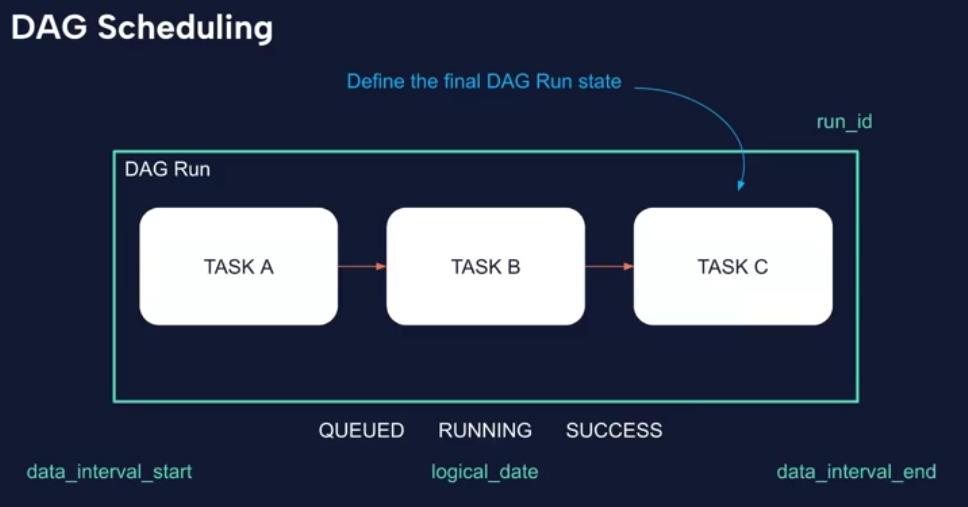 DAG Scheduling
Define the final DAG Run state
run_id
DAG Run
TASK A
TASK B
TASK C
QUEUED RUNNING SUCCESS
data_interval_start
logical_date
data_interval_end